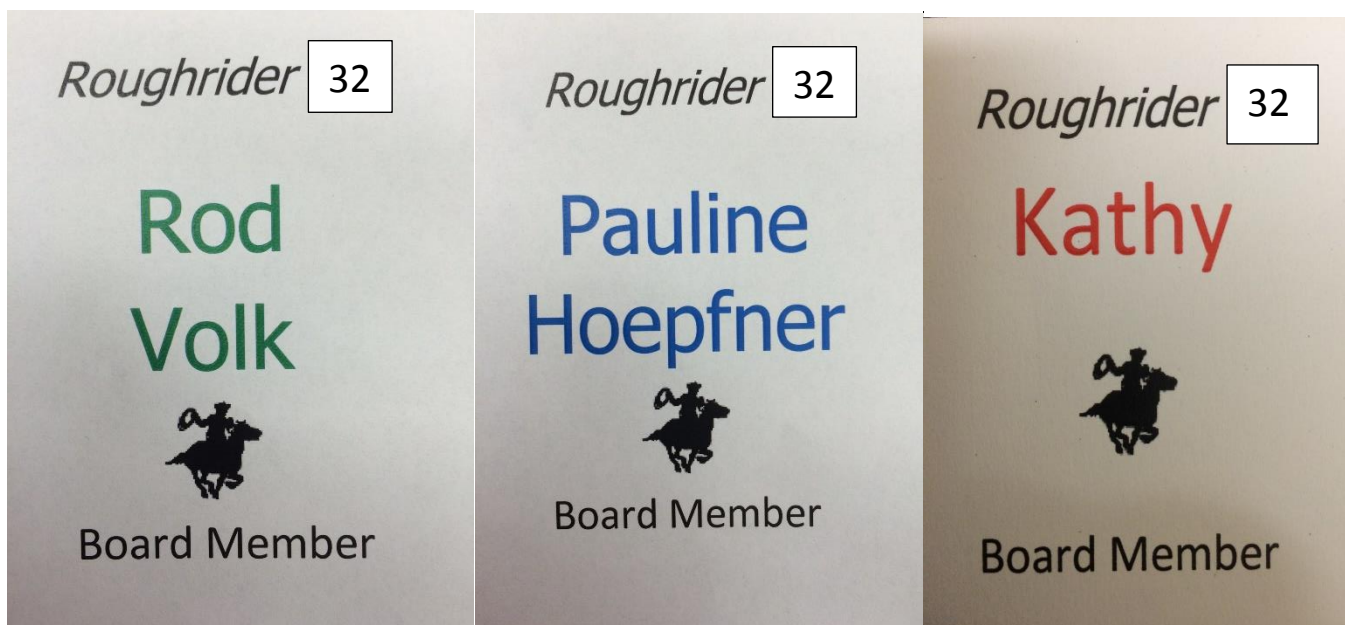 Roughrider 32
Rod
Volk
Board Member
Roughrider 32
Pauline
Hoepfner
Board Member
Roughrider 32
Kathy
Board Member